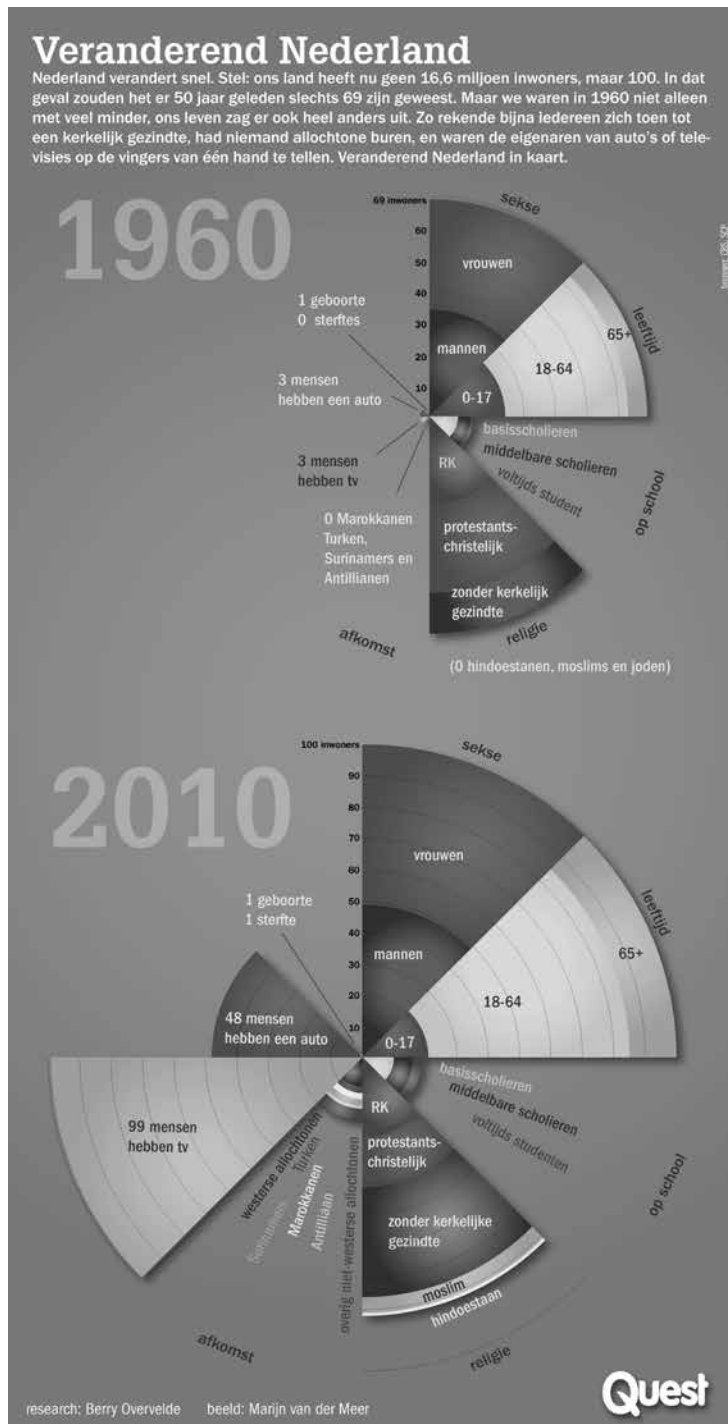 Veranderend Nederland
Nederland verandert snel. Stel: ons land heeft nu geen 16,6 miljoen inwoners, maar 100. In dat
geval zouden het er 50 jaar geleden slechts 69 zijn geweest. Maar we waren in 1960 niet alleen
met veel minder, ons leven zag er ook heel anders uit. Zo rekende bijna iedereen zich toen tot
een kerkelijk gezindte, had niemand allochtone buren, en waren de eigenaren van auto's of tele-
visies op de vingers van één hand te tellen. Veranderend Nederland in kaart.
1960
69 inwoners
60
50
40
30
20
10
sekse
vrouwen
mannen
leeftijd
65+
18-64
0-17
1 geboorte
0 sterftes
3 mensen
hebben een auto
3 mensen
hebben tv
0 Marokkanen
Turken,
Surinamers en
Antillianen
afkomst
basisscholieren
middelbare scholieren
voltijds student
op school
RK
protestants-
christelijk
zonder kerkelijk
gezindte
religie
(0 hindoestanen, moslims en joden)
2010
100 inwoners
90
80
70
60
50
40
30
20
10
sekse
vrouwen
mannen
leeftijd
65+
18-64
0-17
1 geboorte
1 sterfte
48 mensen
hebben een auto
99 mensen
hebben tv
basisscholieren
middelbare scholieren
voltijds studenten
op school
westerse allochtonen
Turken
Marokkanen
Antilliaan
overig niet-westerse allochtonen
afkomst
RK
protestants-
christelijk
zonder kerkelijke
gezindte
moslim
hindoestaan
religie
research: Berry Overvelde beeld: Marijn van der Meer
Quest